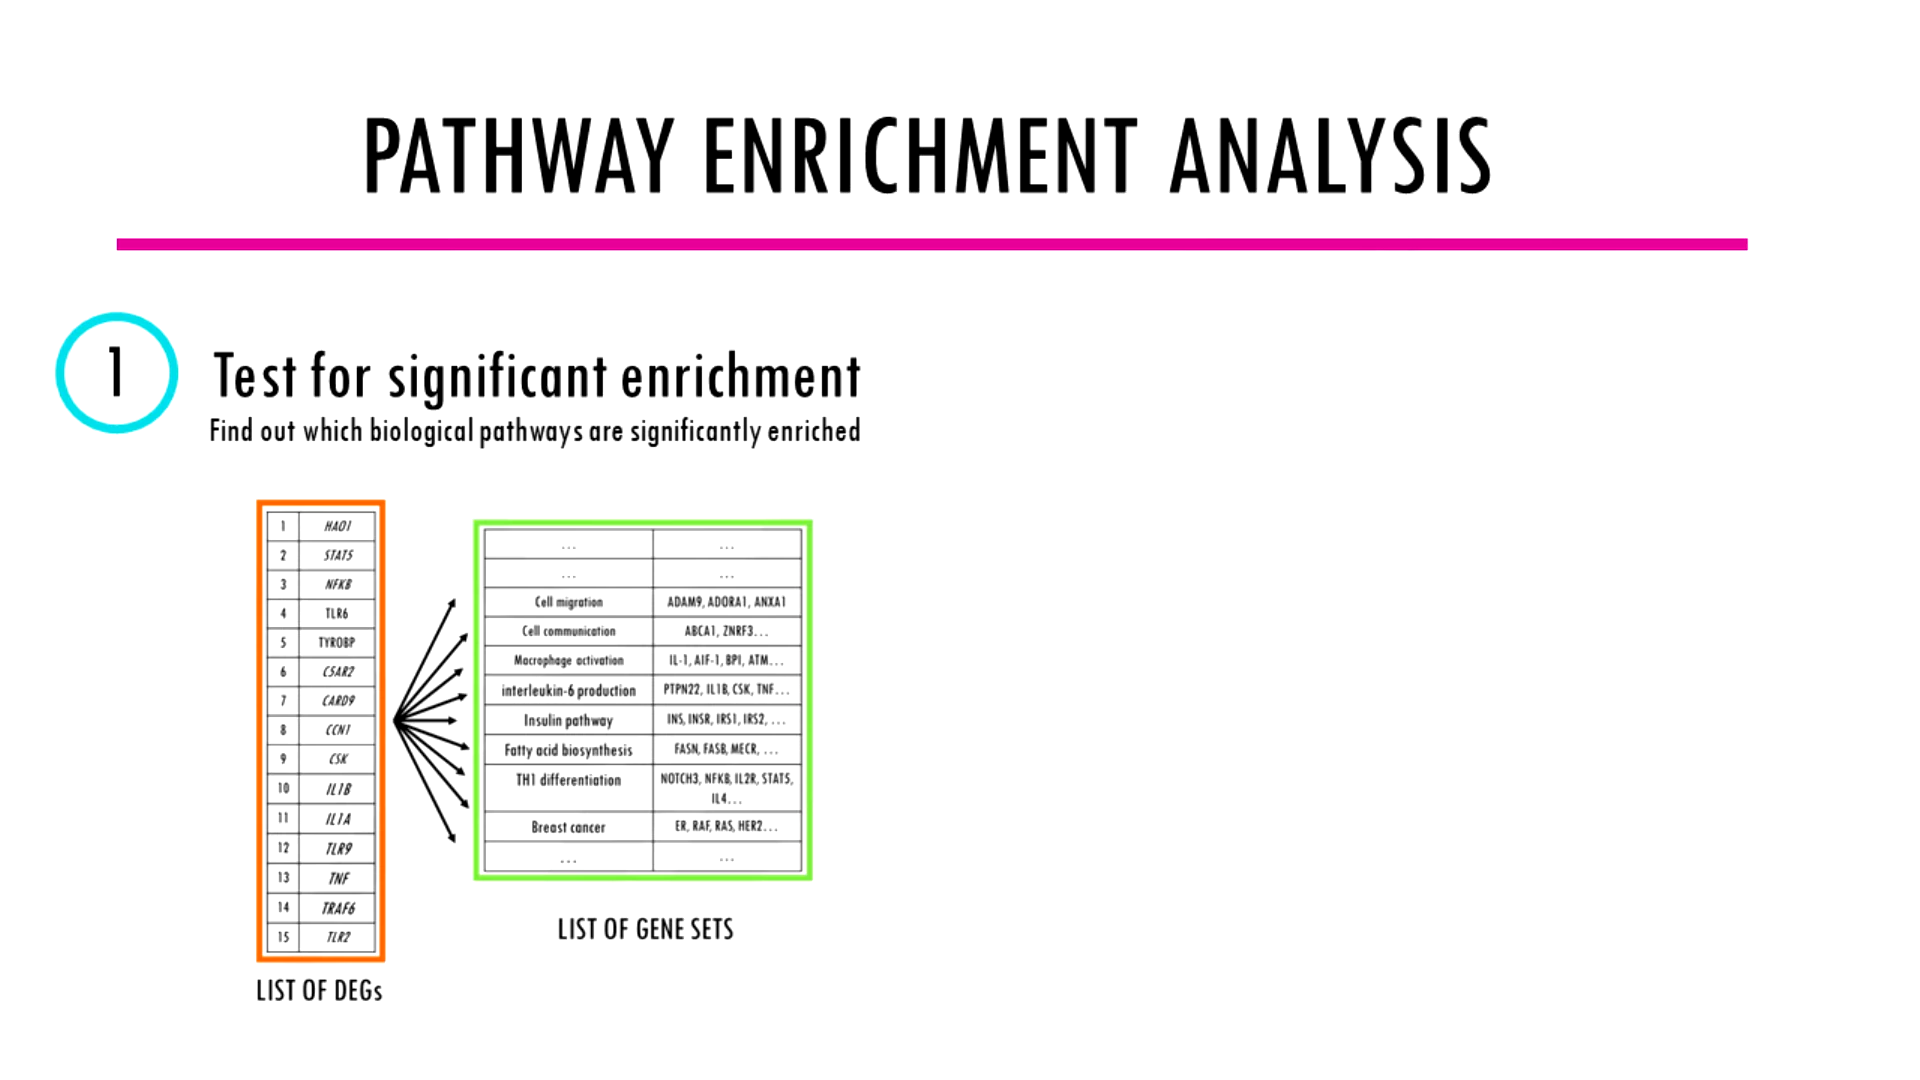 PATHWAY ENRICHMENT ANALYSIS
1
Test for significant enrichment
Find out which biological pathways are significantly enriched
1 HAO1
2 STAT5
3 NFKB
4 TLR6
5 TYROBP
6 C5AR2
7 CARD9
8 CCN1
9 CSK
10 IL1B
11 IL1A
12 TLR9
13 TNF
14 TRAF6
15 TLR2
LIST OF DEGs
... ...
... ...
Cell migration ADAM9, ADORA1, ANXA1
Cell communication ABCA1, ZNRF3...
Macrophage activation IL-1, AIF-1, BPI, ATM...
interleukin-6 production PTPN22, IL1B, CSK, TNF...
Insulin pathway INS, INSR, IRS1, IRS2, ...
Fatty acid biosynthesis FASN, FASB, MECR, ...
TH1 differentiation NOTCH3, NFKB, IL2R, STAT5,
IL4...
Breast cancer ER, RAF, RAS, HER2...
... ...
LIST OF GENE SETS